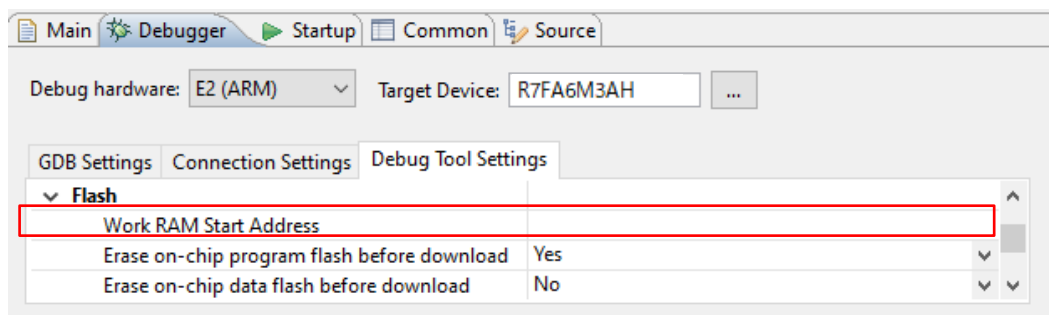 Main Debugger Startup Common Source
Debug hardware: E2 (ARM) Target Device: R7FA6M3AH ...
GDB Settings Connection Settings Debug Tool Settings
Flash
Work RAM Start Address
Erase on-chip program flash before download Yes
Erase on-chip data flash before download No